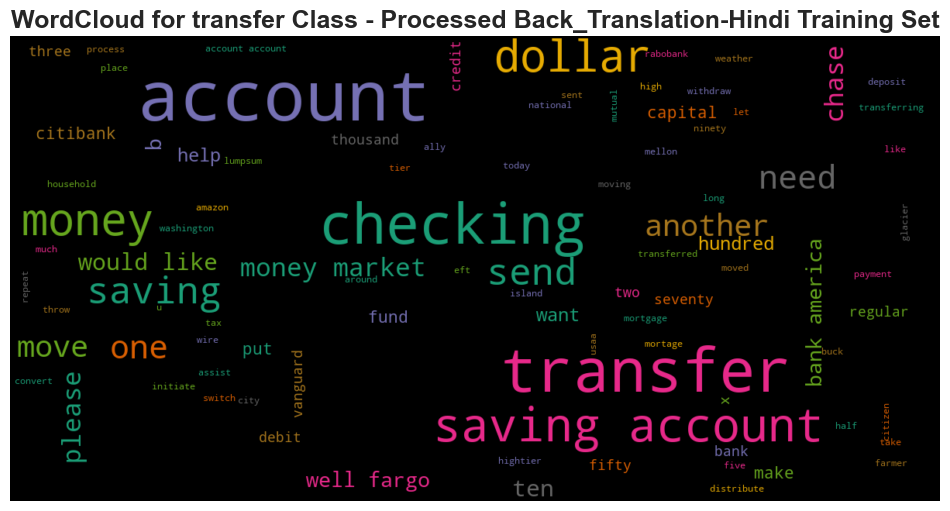 WordCloud for transfer Class - Processed Back_Translation-Hindi Training Set
three
process
account account
credit
dollar
rabobank
weather
place
account
high
withdraw
chase
deposit
sent
national
mutual
capital
let
transferring
citibank
b
thousand
ninety
help
ally
mellon
like
lumpsum
tier
today
need
household
moving
long
money
amazon
washington
checking
another
hundred
glacier
much
would like
money market
eft
send
transferred
moved
bank america
payment
repeat
saving
around
island
two
seventy
throw
u
fund
want
mortgage
regular
tax
move
one
wire
put
usaa
mortage
buck
convert
please
initiate
assist
vanguard
transfer
switch
city
x
debit
saving account
half
citizen
take
bank
hightier
fifty
five
make
farmer
well fargo
ten
distribute